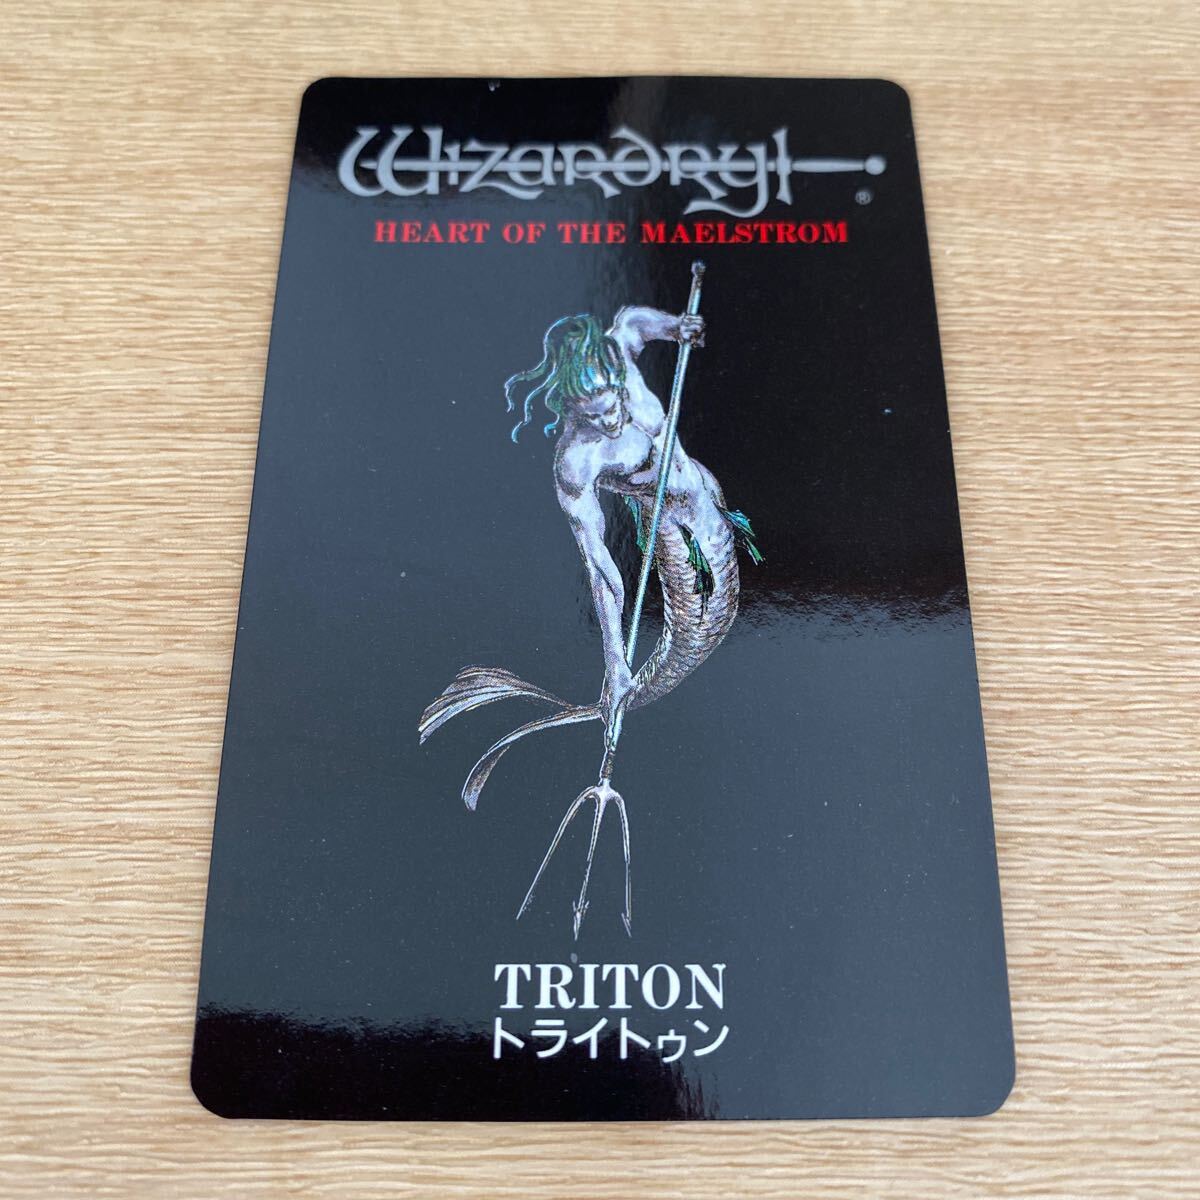 Wizardry
®
HEART OF THE MAELSTROM
TRITON
トライトゥン